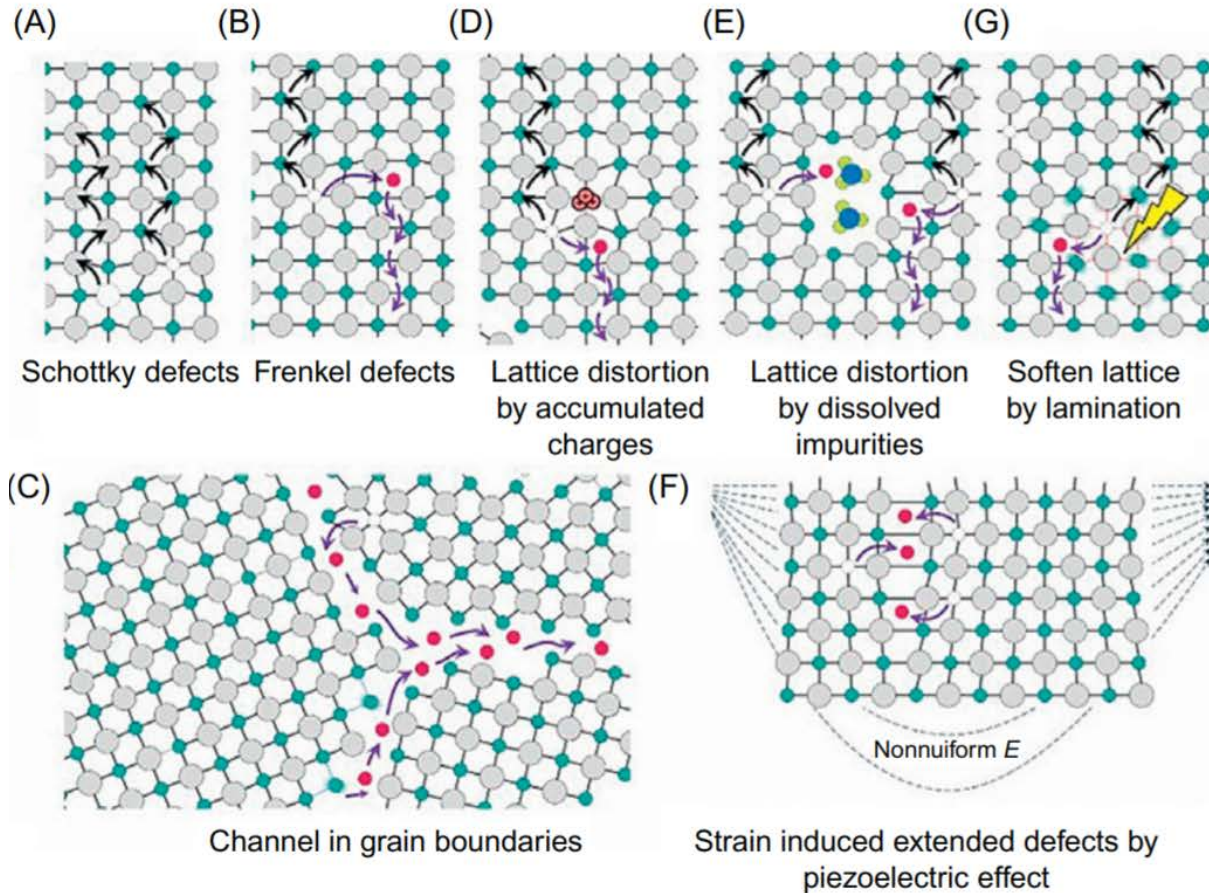 (A)
(B)
(D)
(E)
(G)
Schottky defects
Frenkel defects
Lattice distortion
by accumulated
charges
Lattice distortion
by dissolved
impurities
Soften lattice
by lamination
(C)
(F)
Nonnuiform E
Channel in grain boundaries
Strain induced extended defects by
piezoelectric effect